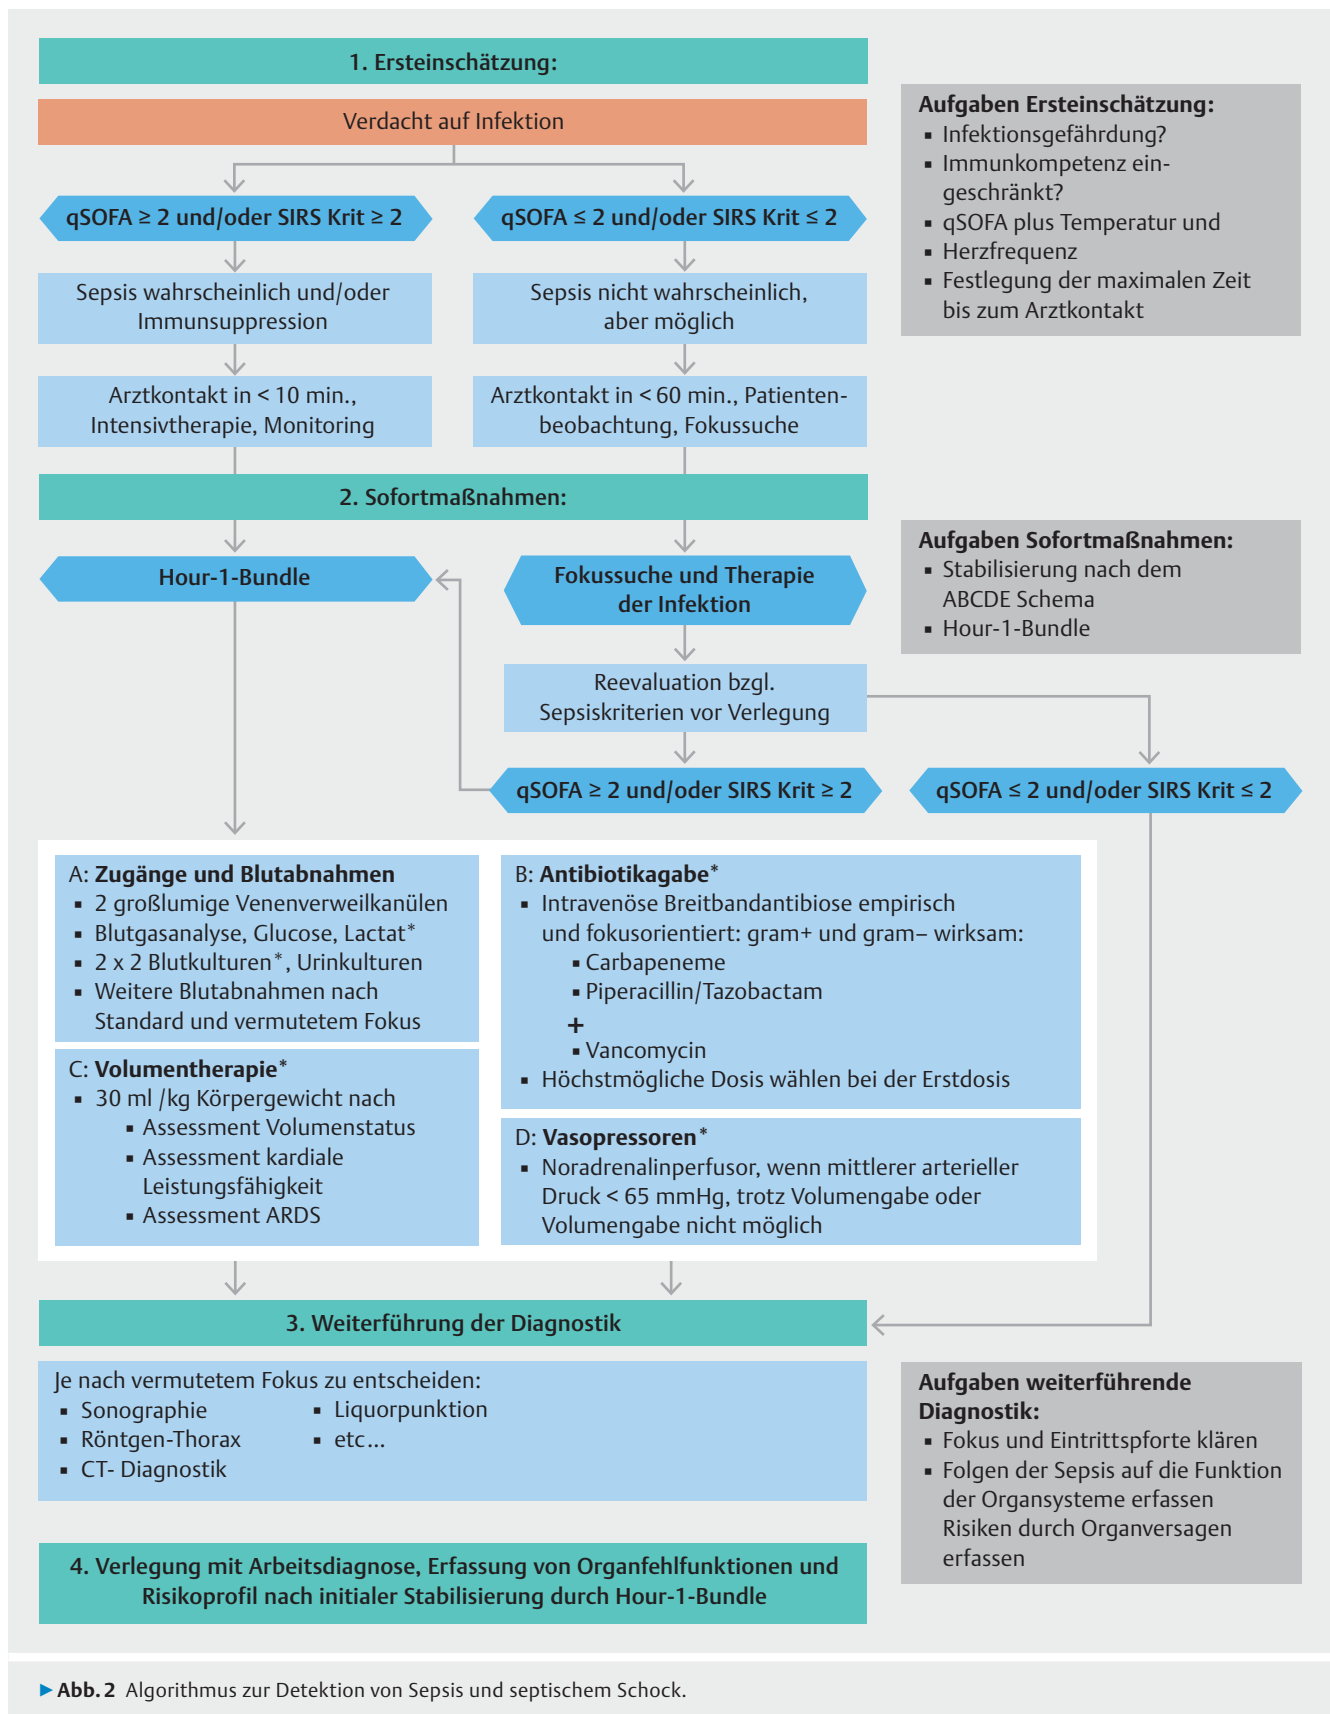 1. Ersteinschätzung:
Verdacht auf Infektion
Aufgaben Ersteinschätzung:
▪ Infektionsgefährdung?
▪ Immunkompetenz ein-
geschränkt?
▪ qSOFA plus Temperatur und
▪ Herzfrequenz
▪ Festlegung der maximalen Zeit
bis zum Arztkontakt
qSOFA ≥ 2 und/oder SIRS Krit ≥ 2
Sepsis wahrscheinlich und/oder
Immunsuppression
Arztkontakt in < 10 min.,
Intensivtherapie, Monitoring
qSOFA ≤ 2 und/oder SIRS Krit ≤ 2
Sepsis nicht wahrscheinlich,
aber möglich
Arztkontakt in < 60 min., Patienten-
beobachtung, Fokussuche
2. Sofortmaßnahmen:
Aufgaben Sofortmaßnahmen:
▪ Stabilisierung nach dem
ABCDE Schema
▪ Hour-1-Bundle
Hour-1-Bundle
Fokussuche und Therapie
der Infektion
Reevaluation bzgl.
Sepsiskriterien vor Verlegung
qSOFA ≥ 2 und/oder SIRS Krit ≥ 2
qSOFA ≤ 2 und/oder SIRS Krit ≤ 2
A: Zugänge und Blutabnahmen
▪ 2 großlumige Venenverweilkanülen
▪ Blutgasanalyse, Glucose, Lactat*
▪ 2 x 2 Blutkulturen*, Urinkulturen
▪ Weitere Blutabnahmen nach
Standard und vermutetem Fokus
B: Antibiotikagabe*
▪ Intravenöse Breitbandantibiose empirisch
und fokusorientiert: gram+ und gram– wirksam:
▪ Carbapeneme
▪ Piperacillin/Tazobactam
+
▪ Vancomycin
▪ Höchstmögliche Dosis wählen bei der Erstdosis
C: Volumentherapie*
▪ 30 ml /kg Körpergewicht nach
▪ Assessment Volumenstatus
▪ Assessment kardiale
Leistungsfähigkeit
▪ Assessment ARDS
D: Vasopressoren*
▪ Noradrenalinperfusor, wenn mittlerer arterieller
Druck < 65 mmHg, trotz Volumengabe oder
Volumengabe nicht möglich
3. Weiterführung der Diagnostik
Je nach vermutetem Fokus zu entscheiden:
▪ Sonographie
▪ Röntgen-Thorax
▪ CT- Diagnostik
▪ Liquorpunktion
▪ etc...
Aufgaben weiterführende
Diagnostik:
▪ Fokus und Eintrittspforte klären
▪ Folgen der Sepsis auf die Funktion
der Organsysteme erfassen
Risiken durch Organversagen
erfassen
4. Verlegung mit Arbeitsdiagnose, Erfassung von Organfehlfunktionen und
Risikoprofil nach initialer Stabilisierung durch Hour-1-Bundle
▶ Abb. 2 Algorithmus zur Detektion von Sepsis und septischem Schock.